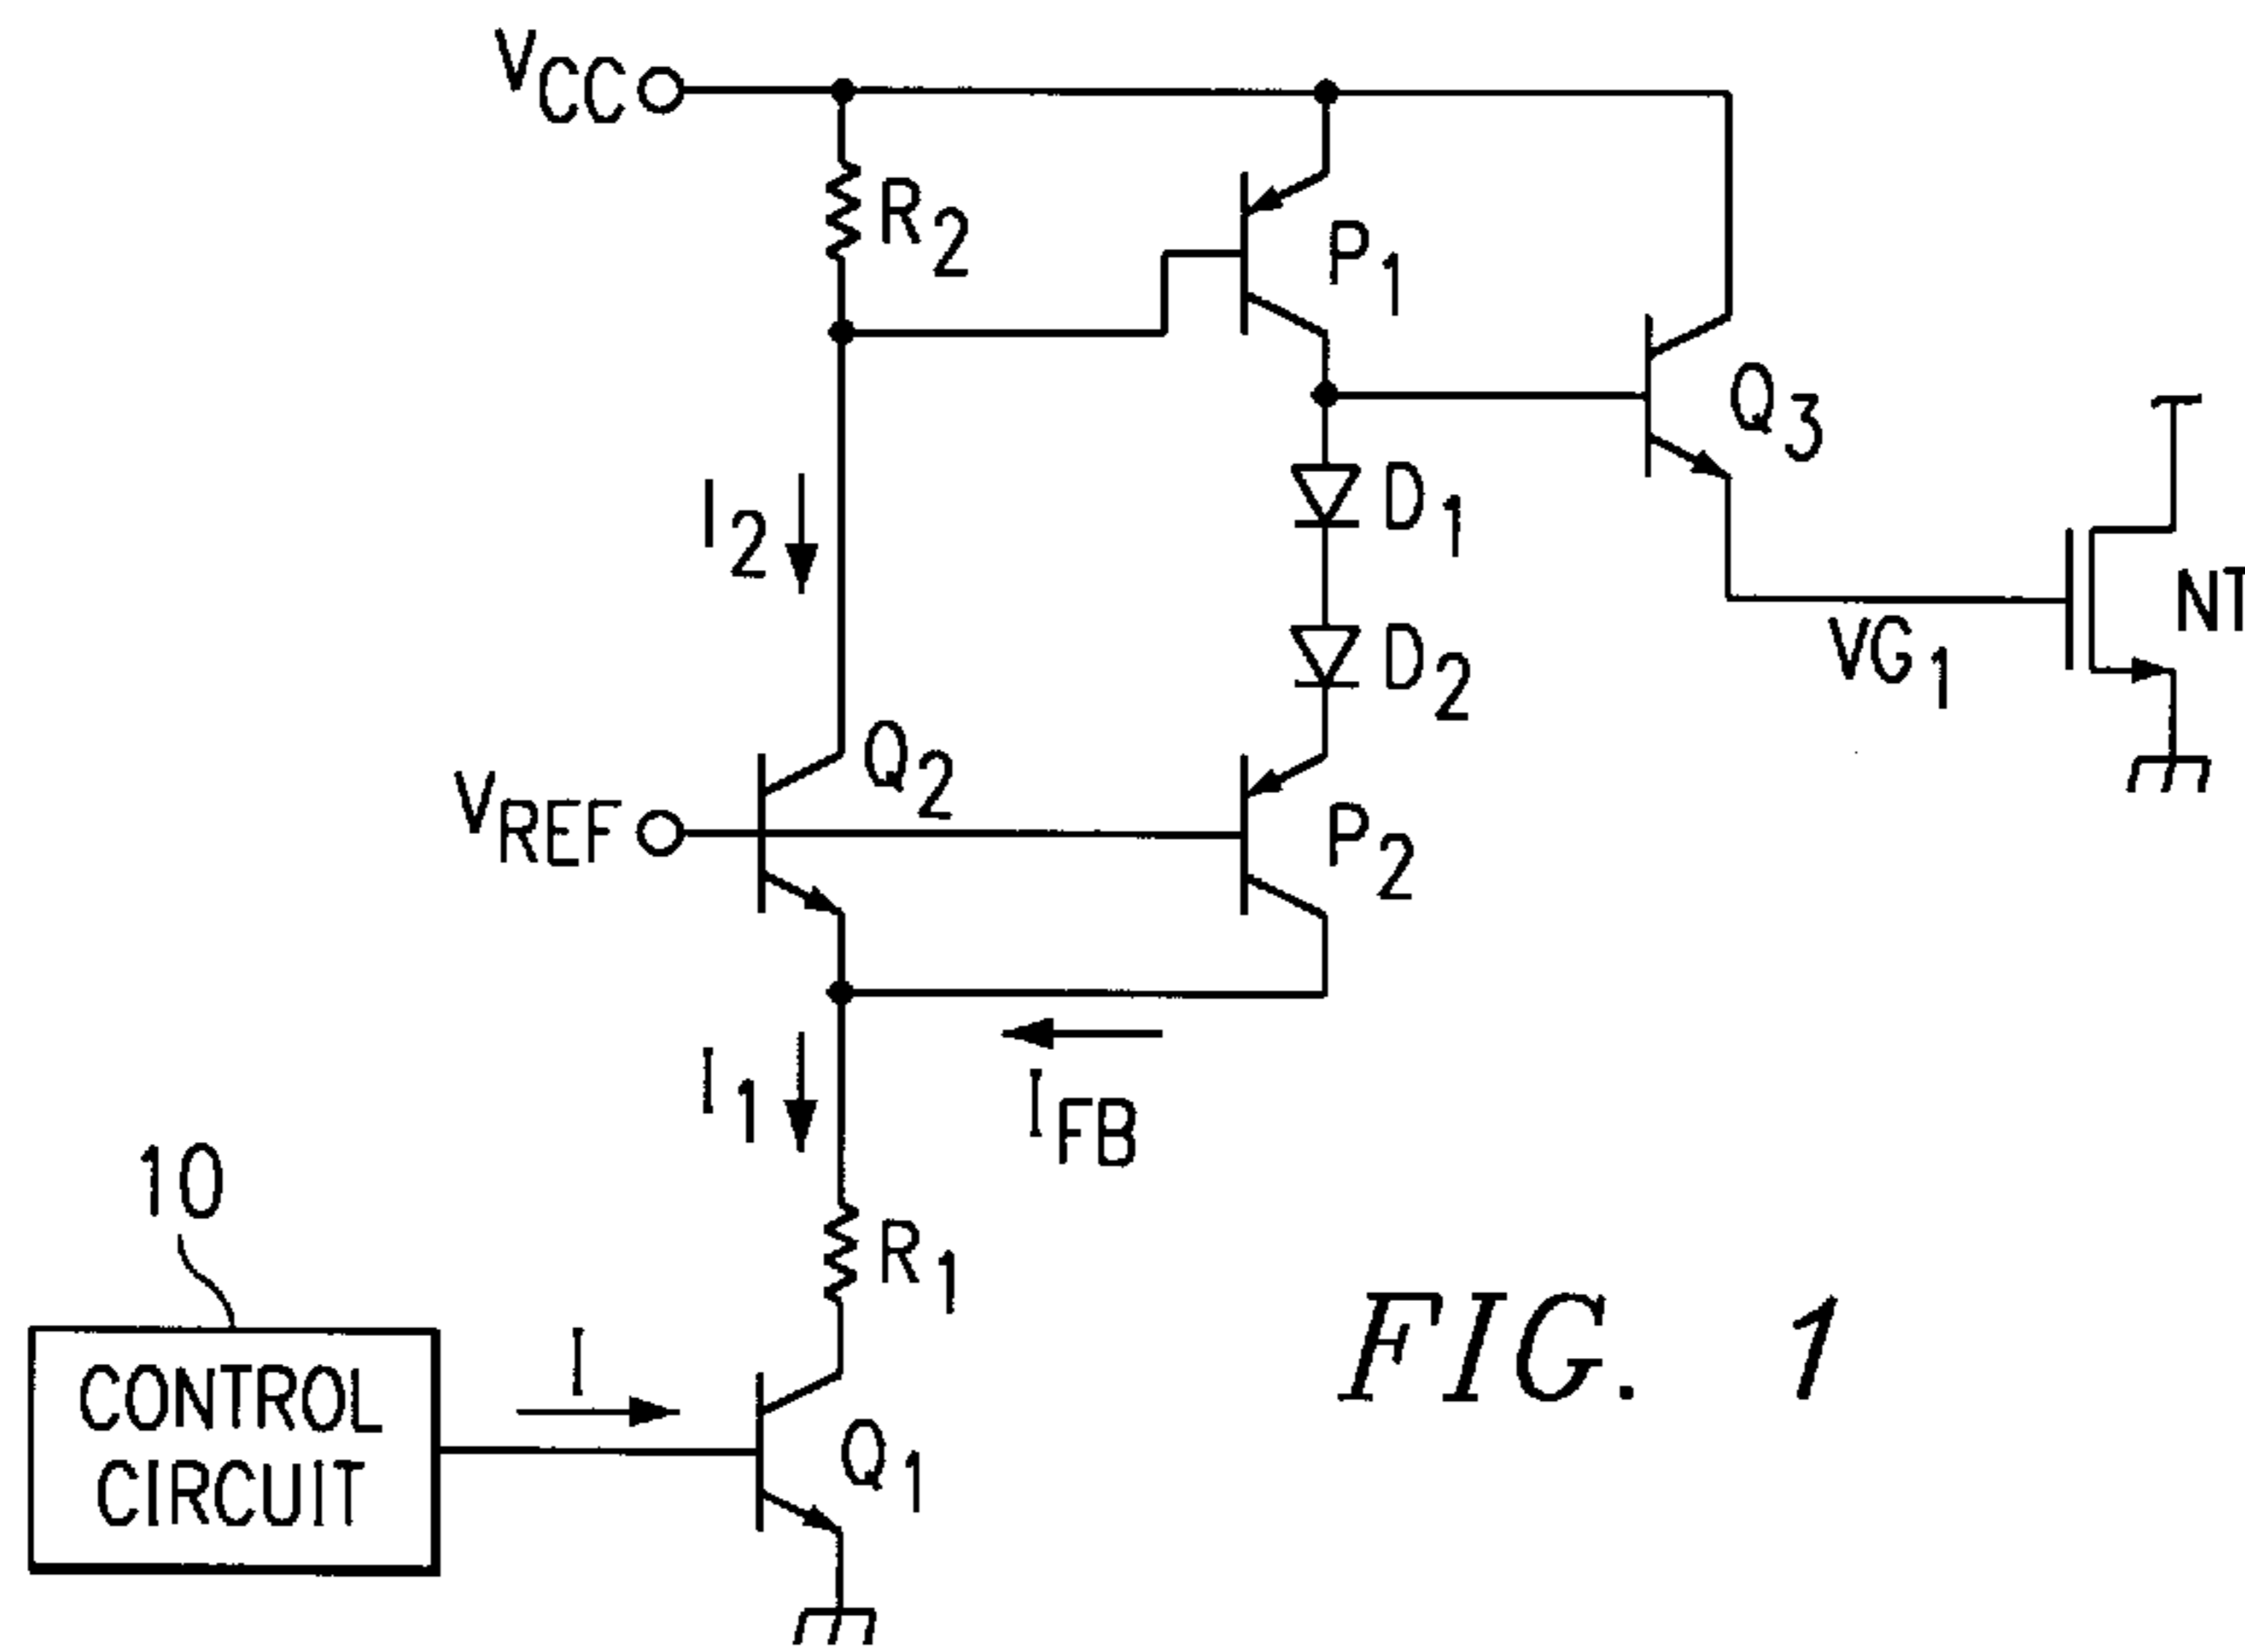 VCC
R2
P1
Q3
I2
D1
NT
VG1
D2
Q2
VREF
P2
I1
IFB
10
R1
CONTROL
CIRCUIT
I
Q1
FIG. 1